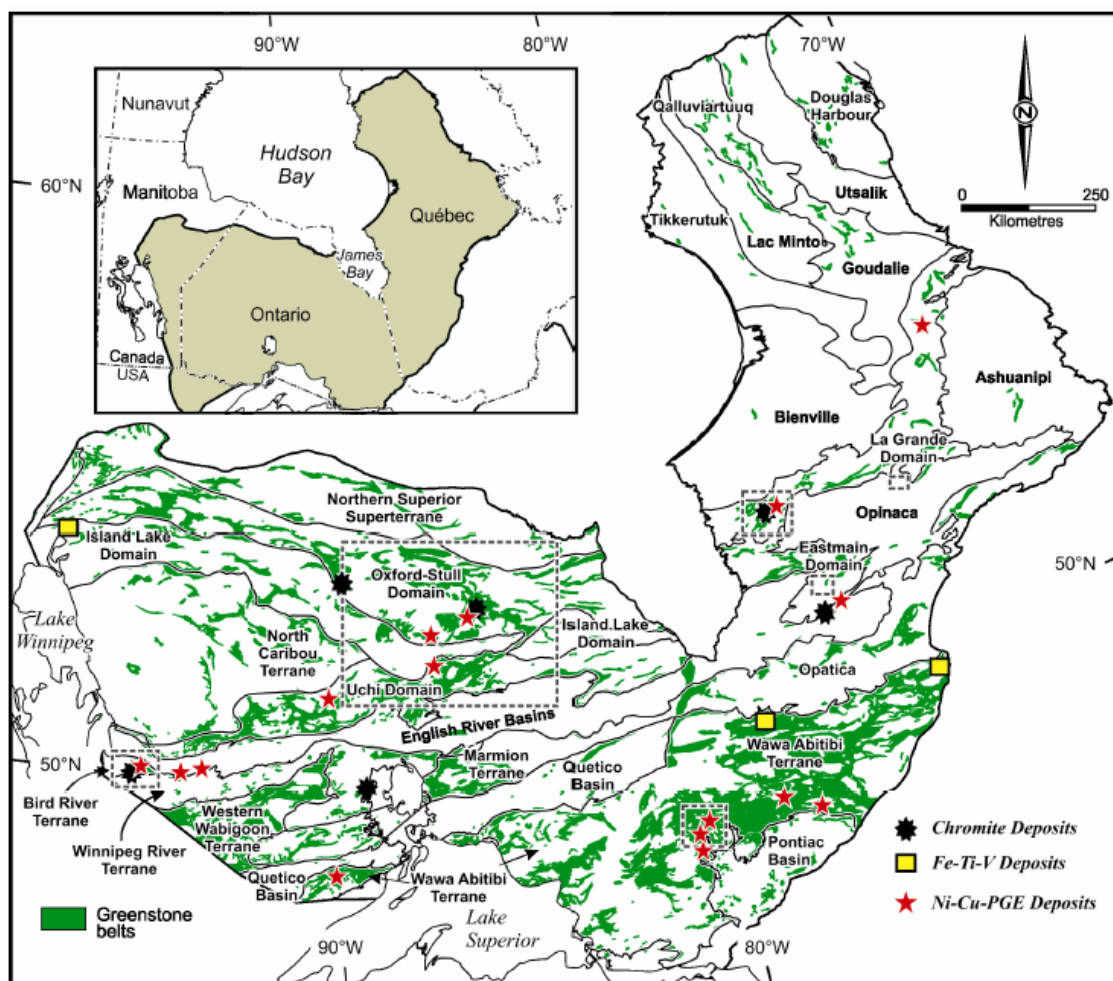 90°W
80°W
70°W
60°N
50°N
50°N
90°W
80°W
Nunavut
Hudson
Bay
Manitoba
Québec
James
Bay
Ontario
Canada
USA
N
0
250
Kilometres
Qalluviartuuq
Douglas
Harbour
Utsalik
Tikkerutuk
Lac Minto
Goudalie
Ashuanipi
Bienville
La Grande
Domain
Opinaca
Eastmain
Domain
Opatica
Northern Superior
Superterrane
Island Lake
Domain
Oxford-Stull
Domain
Lake
Winnipeg
North
Caribou
Terrane
Island Lake
Domain
Uchi Domain
English River Basins
Marmion
Terrane
Quetico
Basin
Wawa Abitibi
Terrane
Bird River
Terrane
Western
Wabigoon
Terrane
Winnipeg River
Terrane
Pontiac
Basin
Quetico
Basin
Wawa Abitibi
Terrane
Lake
Superior
Greenstone
belts
Chromite Deposits
Fe-Ti-V Deposits
Ni-Cu-PGE Deposits